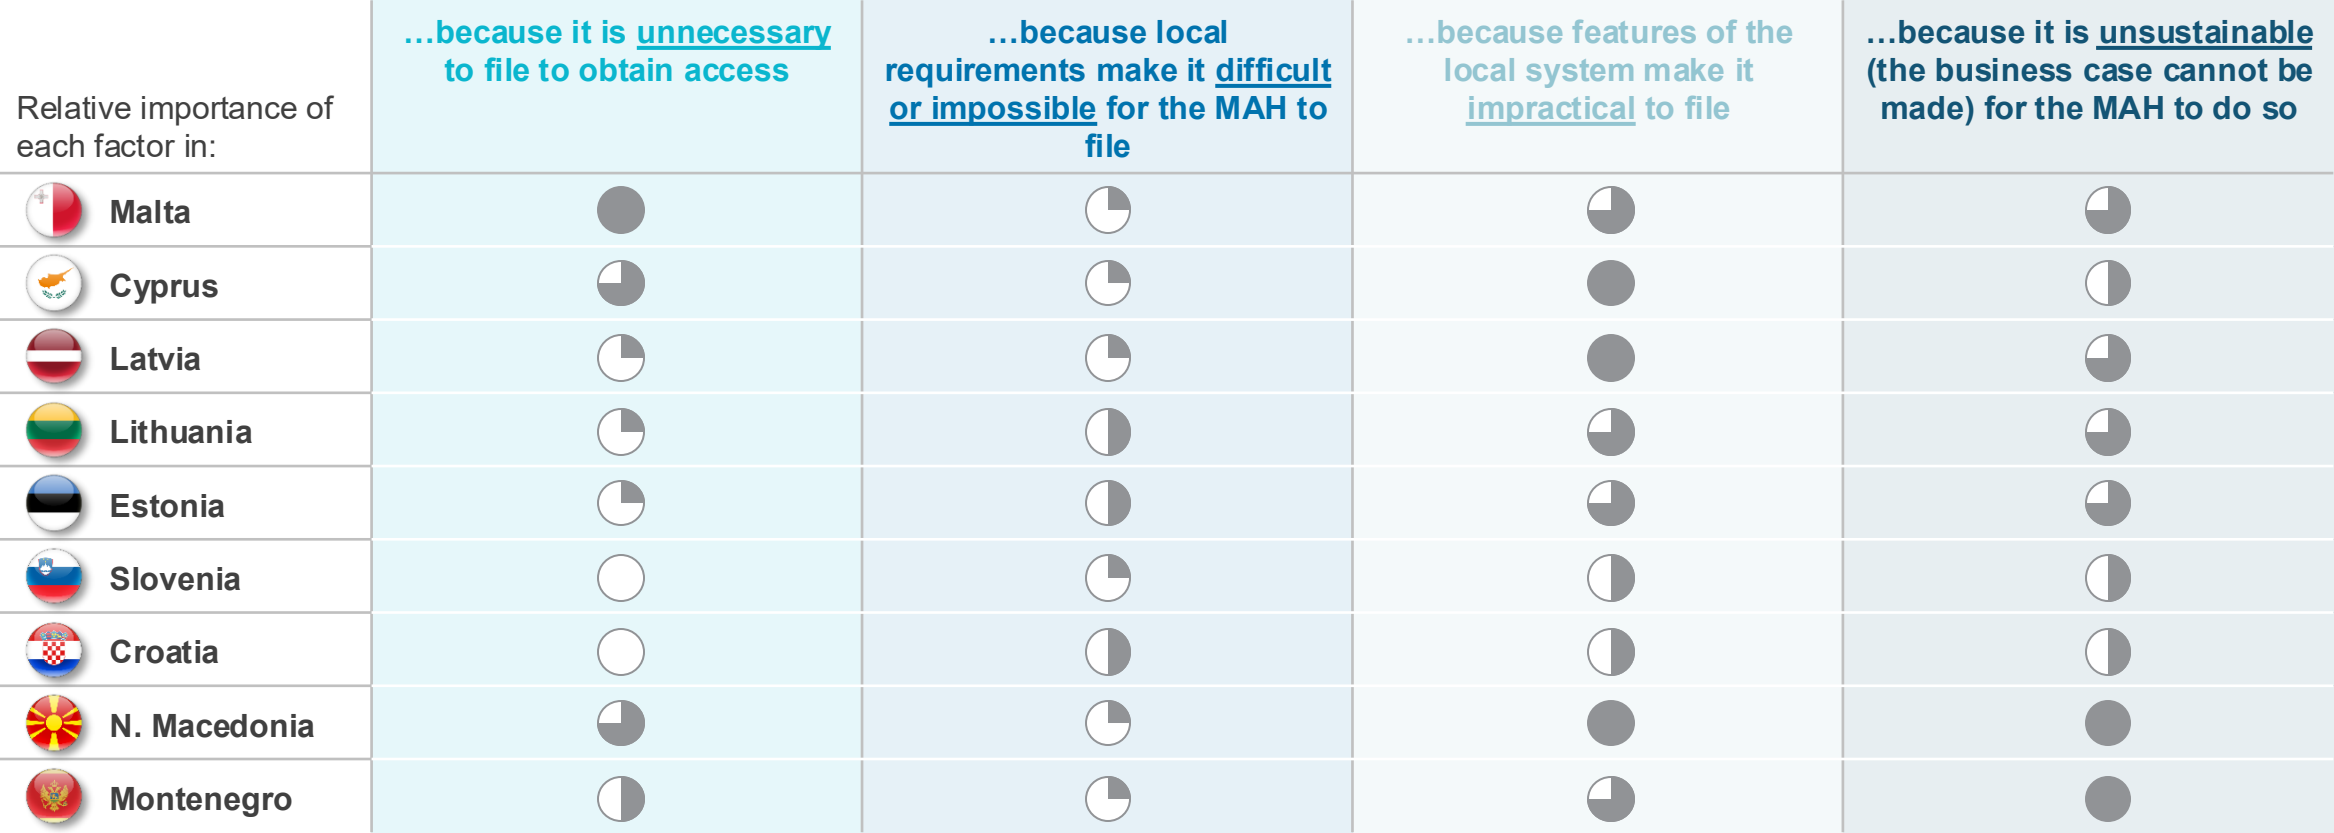 Relative importance of
each factor in:
…because it is unnecessary
to file to obtain access
…because local
requirements make it difficult
or impossible for the MAH to
file
…because features of the
local system make it
impractical to file
…because it is unsustainable
(the business case cannot be
made) for the MAH to do so
Malta
Cyprus
Latvia
Lithuania
Estonia
Slovenia
Croatia
N. Macedonia
Montenegro